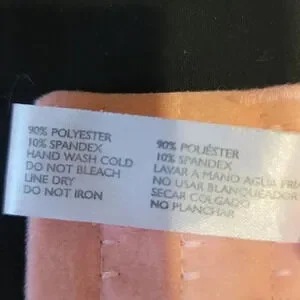 90% POLYESTER
10% SPANDEX
HAND WASH COLD
DO NOT BLEACH
LINE DRY
DO NOT IRON
90% POLIÉSTER
10% SPANDEX
LAVAR A MANO AGUA
NO USAR BLANQUEADOR
SECAR COLGADO
NO PLANCHAR